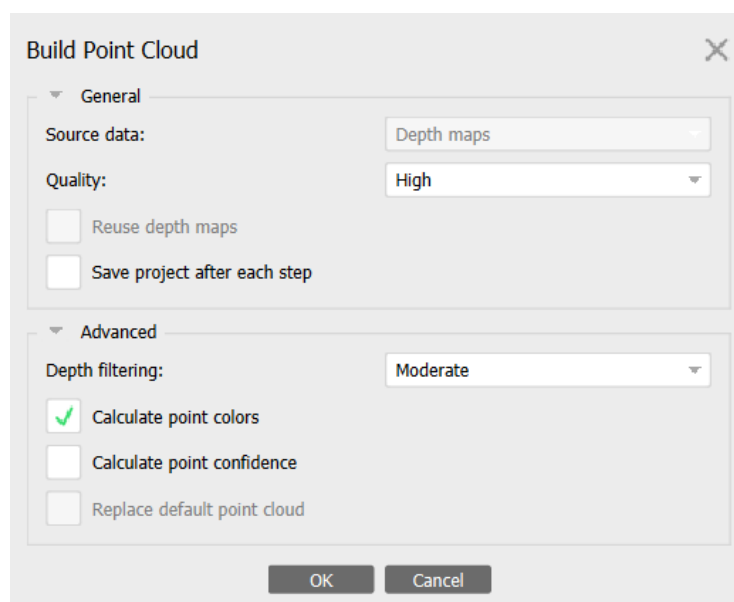 Build Point Cloud
General
Source data: Depth maps
Quality: High
Reuse depth maps
Save project after each step
Advanced
Depth filtering: Moderate
Calculate point colors
Calculate point confidence
Replace default point cloud
OK Cancel